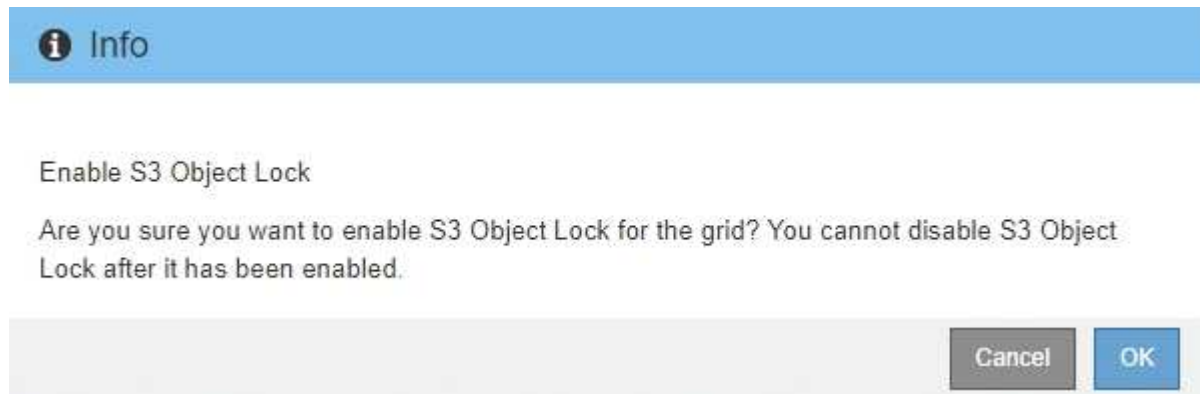 Info
Enable S3 Object Lock
Are you sure you want to enable S3 Object Lock for the grid? You cannot disable S3 Object
Lock after it has been enabled.
Cancel
OK